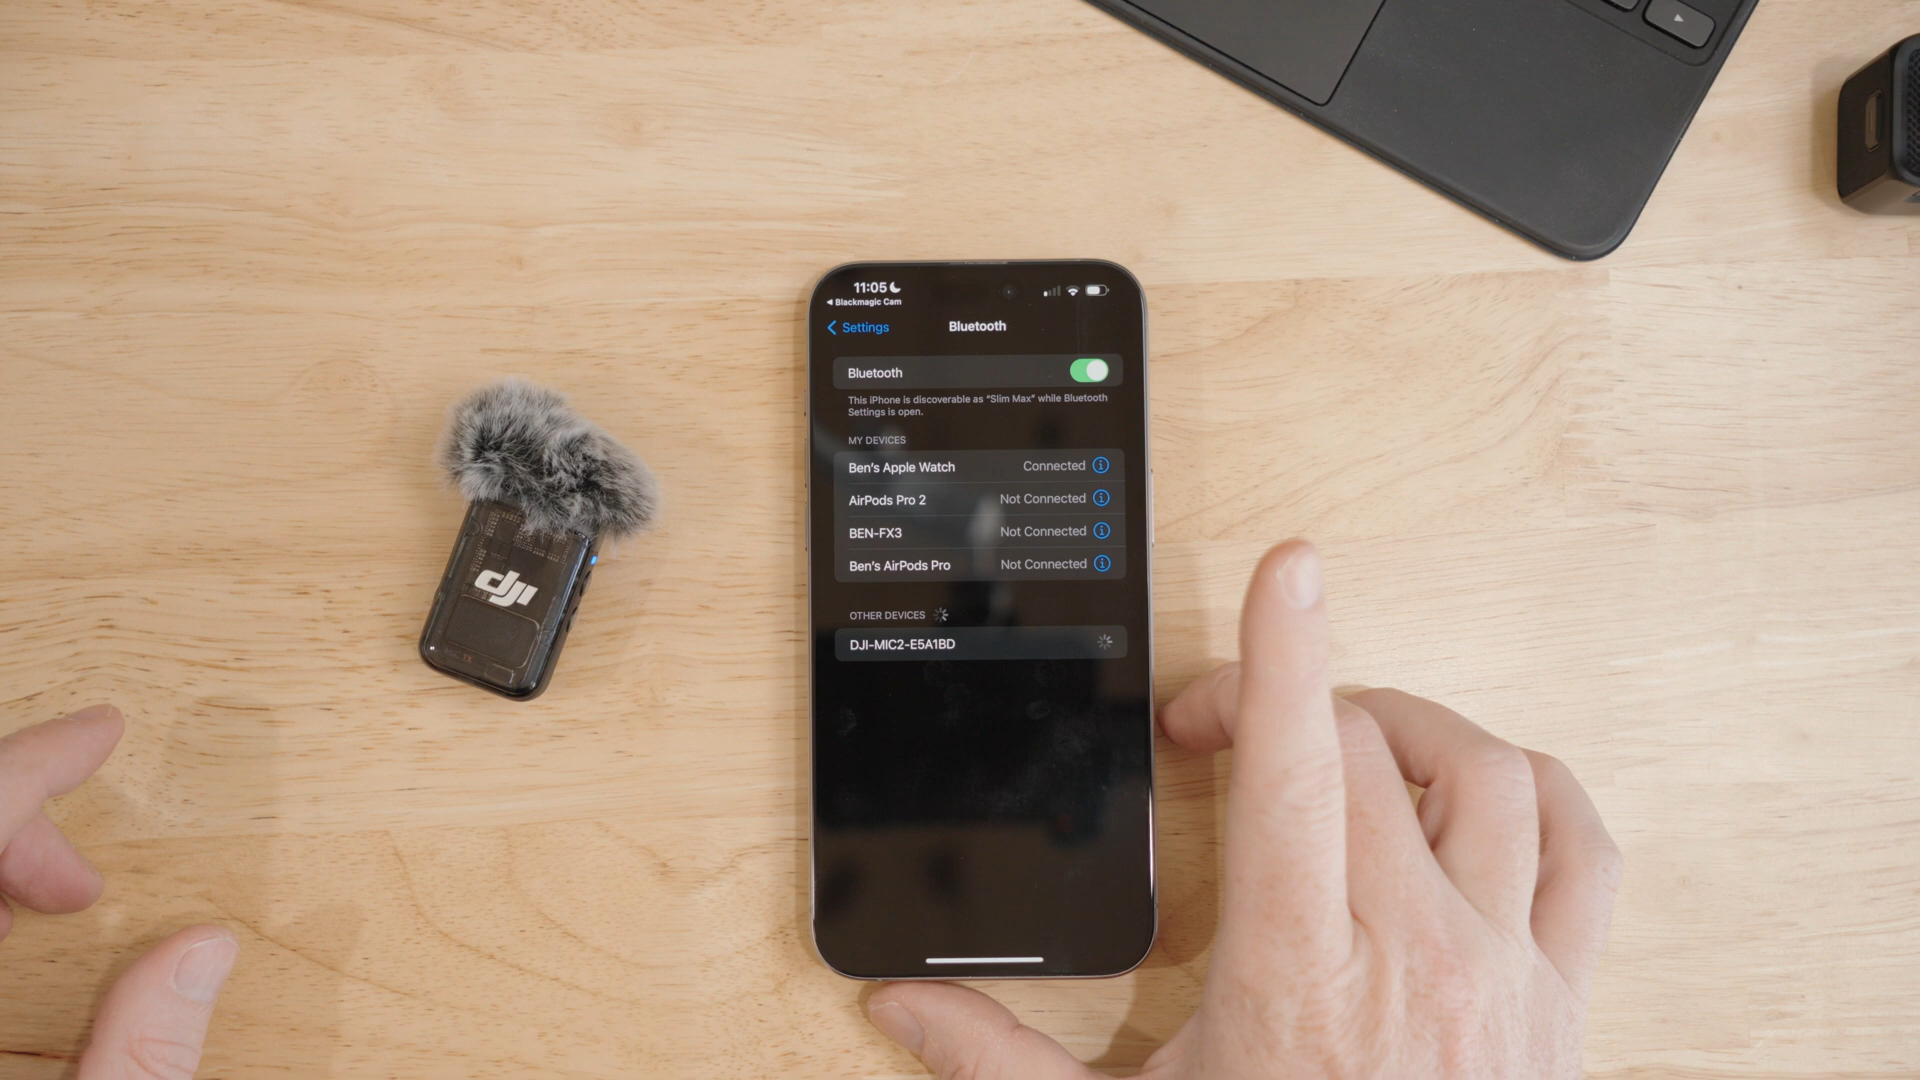 11:05
◀ Blackmagic Cam
Settings
Bluetooth
Bluetooth
This iPhone is discoverable as “Slim Max” while Bluetooth
Settings is open.
MY DEVICES
Ben’s Apple Watch Connected
AirPods Pro 2 Not Connected
BEN-FX3 Not Connected
Ben’s AirPods Pro Not Connected
OTHER DEVICES
DJI-MIC2-E5A1BD
dji
TX